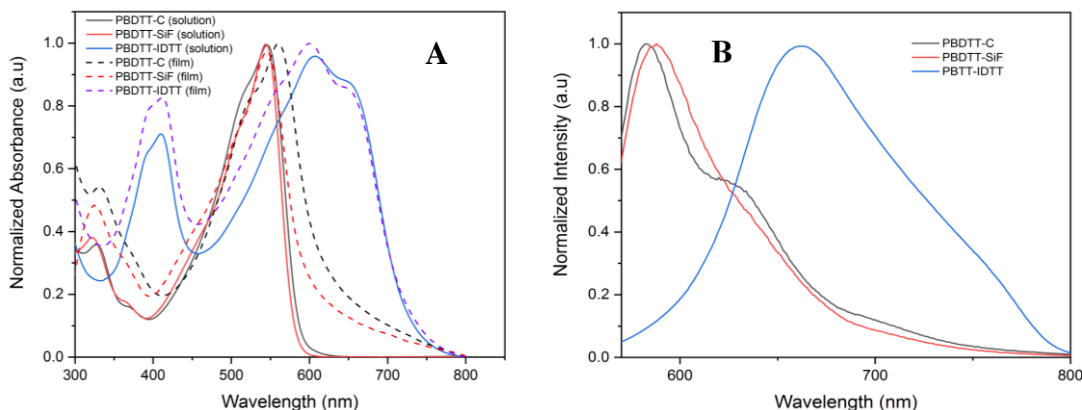 A
PBDTT-C (solution)
PBDTT-SiF (solution)
PBDTT-IDTT (solution)
PBDTT-C (film)
PBDTT-SiF (film)
PBDTT-IDTT (film)
Normalized Absorbance (a.u)
1.0
0.8
0.6
0.4
0.2
0.0
300 400 500 600 700 800
Wavelength (nm)
B
PBDTT-C
PBDTT-SiF
PBTT-IDTT
Normalized Intensity (a.u)
1.0
0.8
0.6
0.4
0.2
0.0
600 700 800
Wavelength (nm)